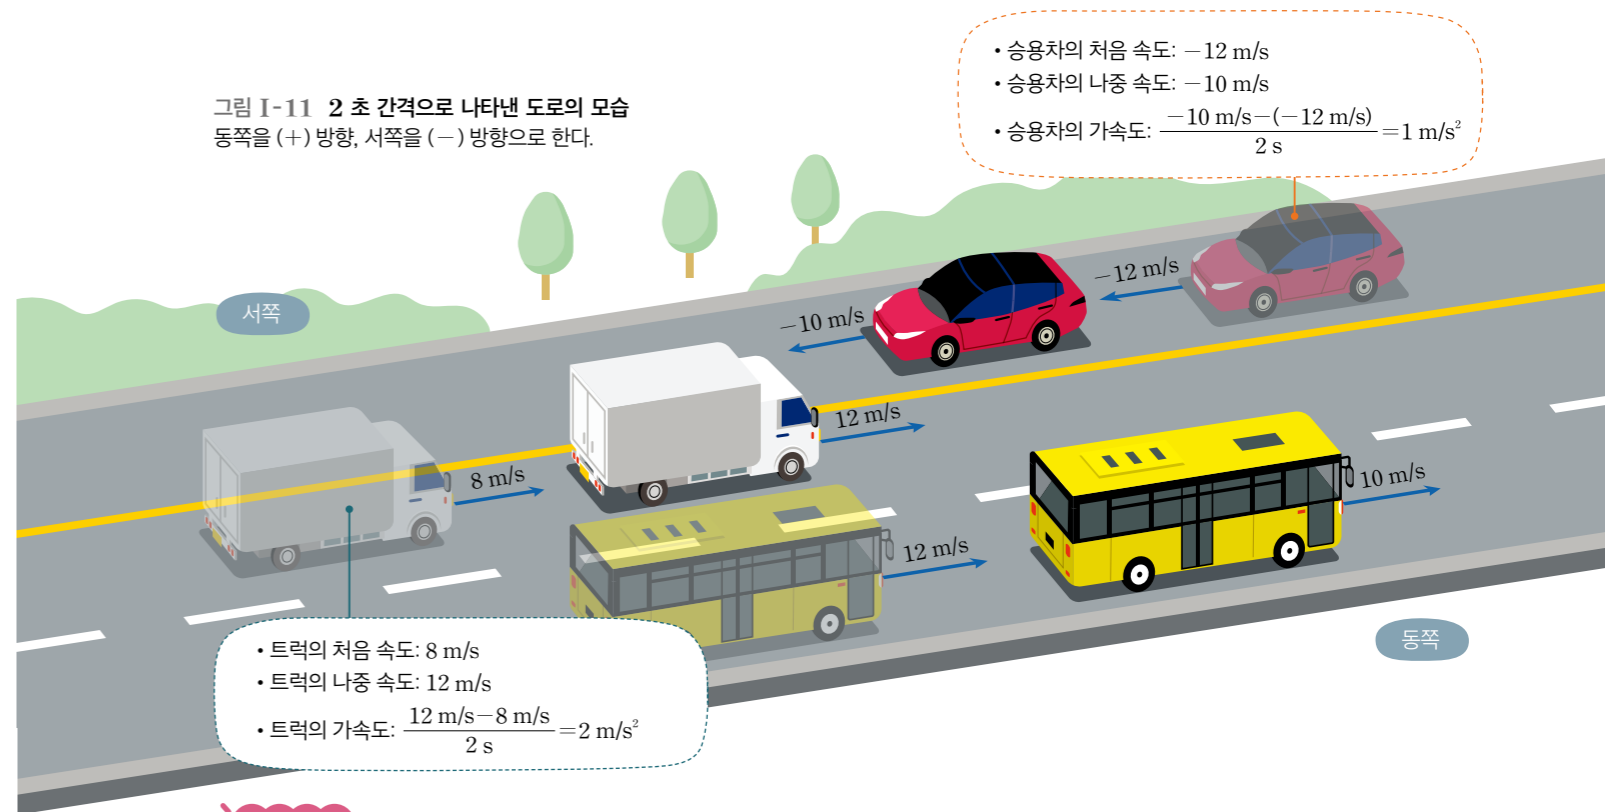 그림 I-11 2 초 간격으로 나타낸 도로의 모습
동쪽을 (+) 방향, 서쪽을 (-) 방향으로 한다.
• 승용차의 처음 속도: -12 m/s
• 승용차의 나중 속도: -10 m/s
• 승용차의 가속도: \frac{-10 m/s-(-12 m/s)}{2 s}=1 m/s²
서쪽
-12 m/s
-10 m/s
12 m/s
8 m/s
10 m/s
12 m/s
동쪽
• 트럭의 처음 속도: 8 m/s
• 트럭의 나중 속도: 12 m/s
• 트럭의 가속도: \frac{12 m/s-8 m/s}{2 s}=2 m/s²